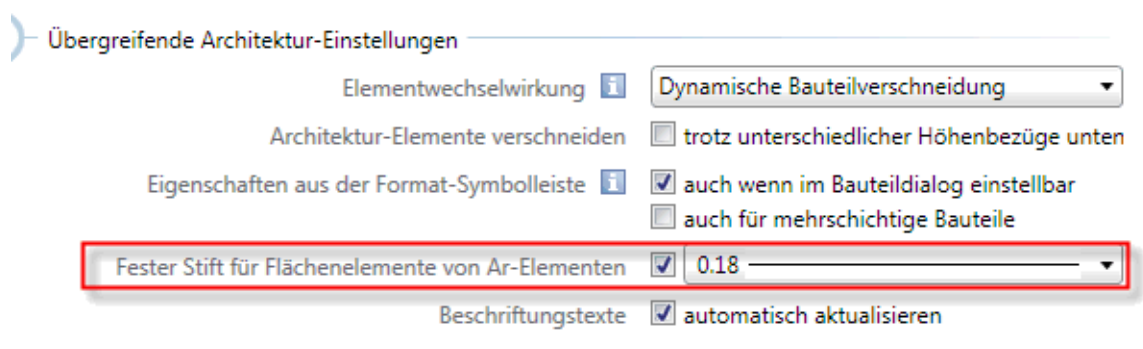 Übergreifende Architektur-Einstellungen
Elementwechselwirkung i Dynamische Bauteilverschneidung
Architektur-Elemente verschneiden trotz unterschiedlicher Höhenbezüge unten
Eigenschaften aus der Format-Symbolleiste i auch wenn im Bauteildialog einstellbar
auch für mehrschichtige Bauteile
Fester Stift für Flächenelemente von Ar-Elementen 0.18
Beschriftungstexte automatisch aktualisieren